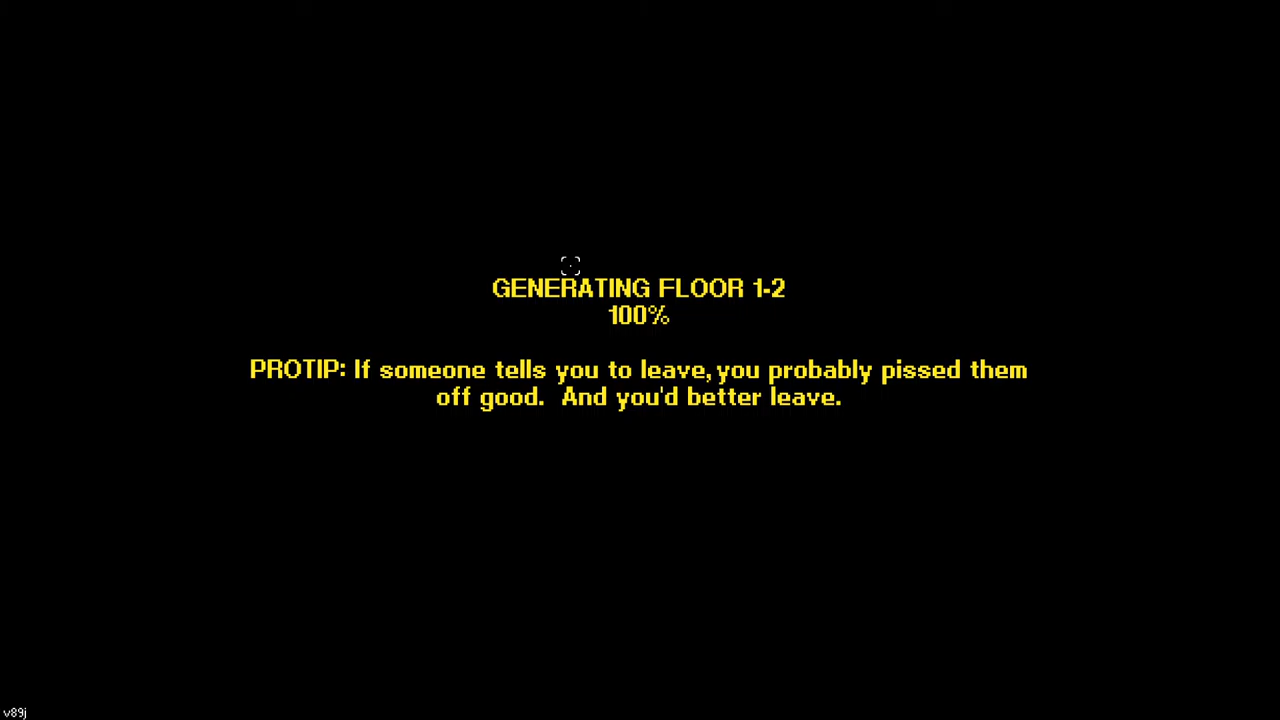 GENERATING FLOOR 1-2
100%
PROTIP: If someone tells you to leave, you probably pissed them
off good.  And you'd better leave.
v89j